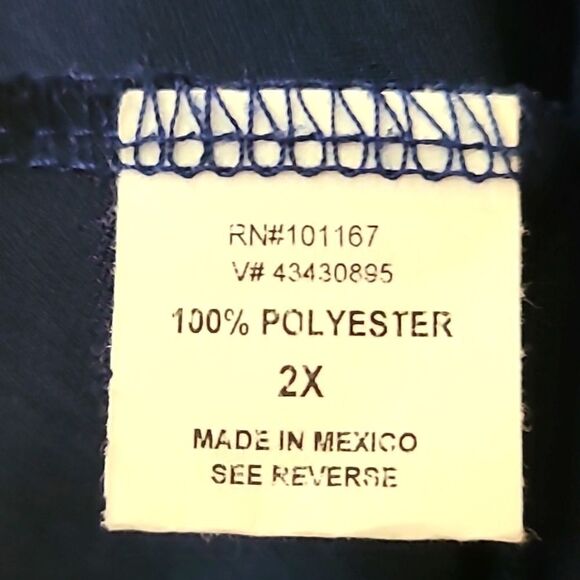 RN#101167
V# 43430895
100% POLYESTER
2X
MADE IN MEXICO
SEE REVERSE